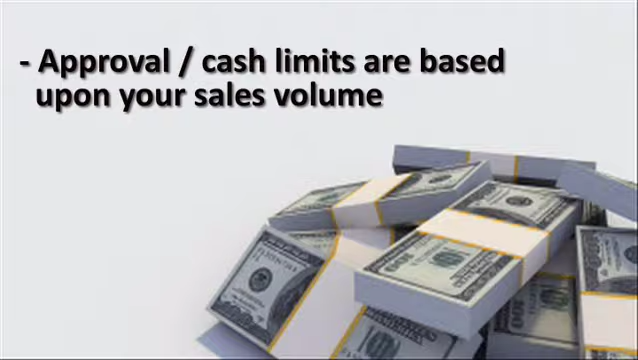 - Approval / cash limits are based
upon your sales volume